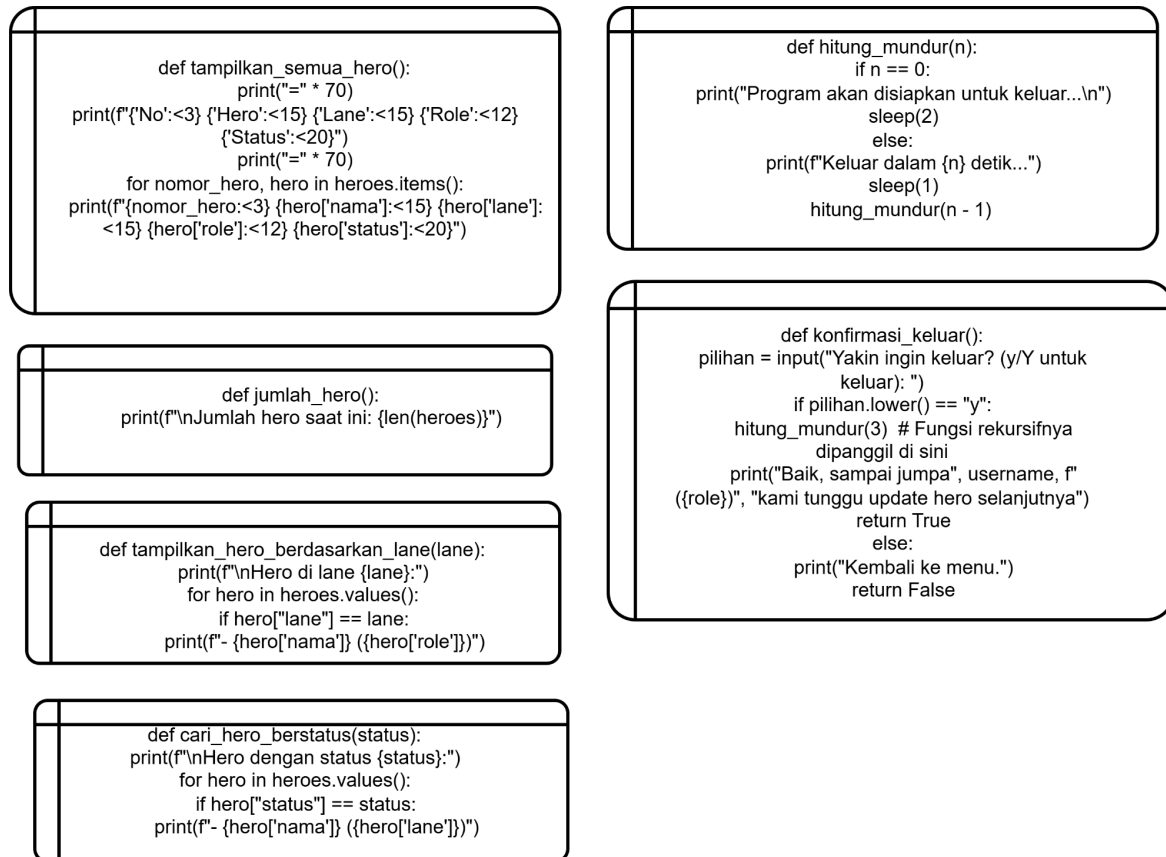 def tampilkan_semua_hero():
print("=" * 70)
print(f"{'No':<3} {'Hero':<15} {'Lane':<15} {'Role':<12}
{'Status':<20}")
print("=" * 70)
for nomor_hero, hero in heroes.items():
print(f"{nomor_hero:<3} {hero['nama']:<15} {hero['lane']:
<15} {hero['role']:<12} {hero['status']:<20}")
def jumlah_hero():
print(f"\nJumlah hero saat ini: {len(heroes)}")
def tampilkan_hero_berdasarkan_lane(lane):
print(f"\nHero di lane {lane}:")
for hero in heroes.values():
if hero["lane"] == lane:
print(f"- {hero['nama']} ({hero['role']})")
def cari_hero_berstatus(status):
print(f"\nHero dengan status {status}:")
for hero in heroes.values():
if hero["status"] == status:
print(f"- {hero['nama']} ({hero['lane']})")
def hitung_mundur(n):
if n == 0:
print("Program akan disiapkan untuk keluar...\n")
sleep(2)
else:
print(f"Keluar dalam {n} detik...")
sleep(1)
hitung_mundur(n - 1)
def konfirmasi_keluar():
pilihan = input("Yakin ingin keluar? (y/Y untuk
keluar): ")
if pilihan.lower() == "y":
hitung_mundur(3)  # Fungsi rekursifnya
dipanggil di sini
print("Baik, sampai jumpa", username, f"
({role})", "kami tunggu update hero selanjutnya")
return True
else:
print("Kembali ke menu.")
return False